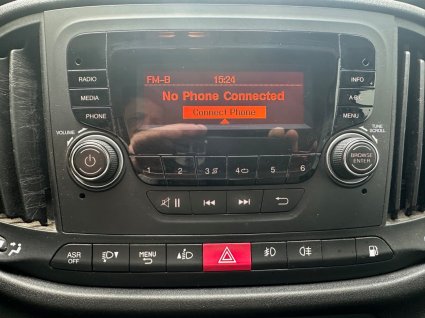 RADIO
FM-B 15:24
INFO
MEDIA
No Phone Connected
A-B-C
PHONE
Connect Phone
MENU
VOLUME
TUNE
SCROLL
BROWSE
ENTER
1 2 3 4 5 6
ASR
OFF
MENU